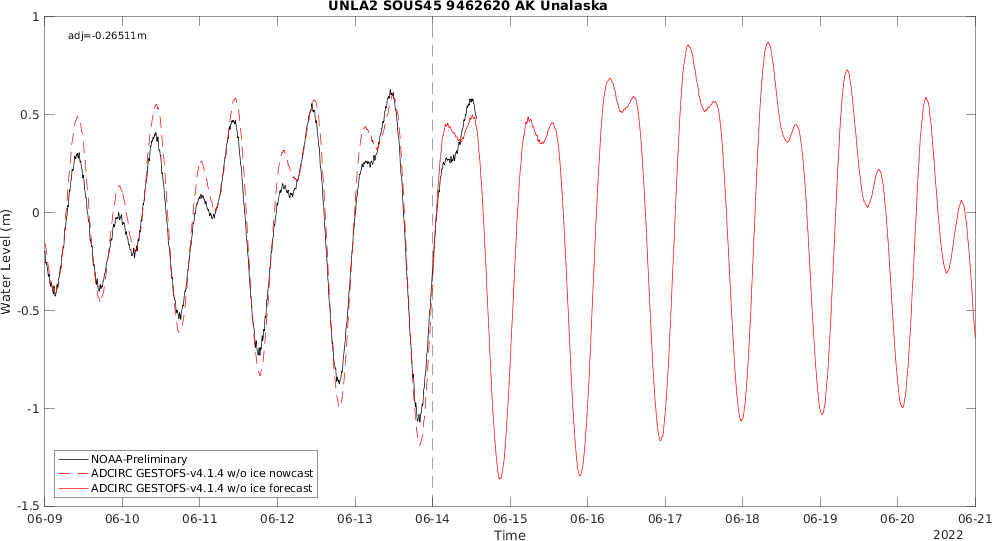 UNLA2 SOUS45 9462620 AK Unalaska
adj=-0.26511m
1
0.5
0
-0.5
-1
-1.5
Water Level (m)
NOAA-Preliminary
ADCIRC GESTOFS-v4.1.4 w/o ice nowcast
ADCIRC GESTOFS-v4.1.4 w/o ice forecast
06-09 06-10 06-11 06-12 06-13 06-14 06-15 06-16 06-17 06-18 06-19 06-20 06-21
Time
2022